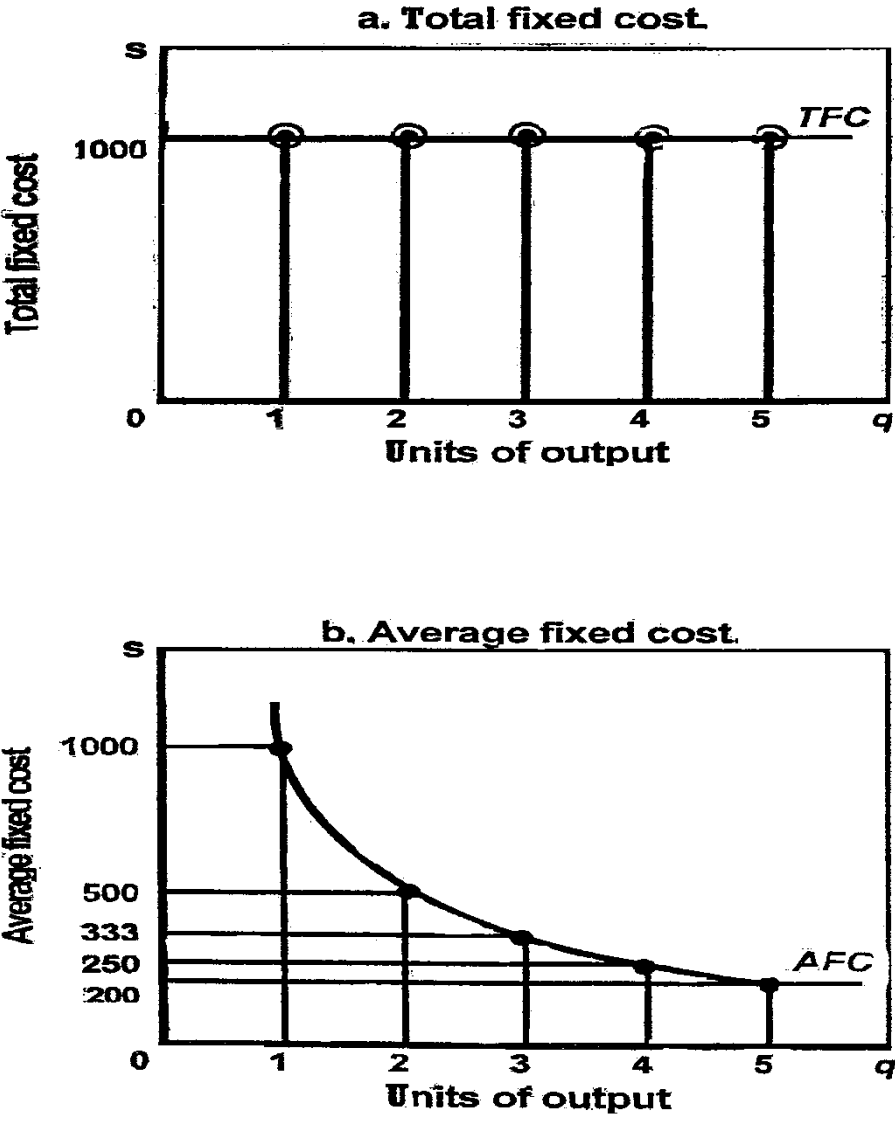 a. Total fixed cost.
$
TFC
1000
Total fixed cost
0 1 2 3 4 5 q
Units of output
b. Average fixed cost.
$
1000
500
333
250
AFC
200
Average fixed cost
0 1 2 3 4 5 q
Units of output